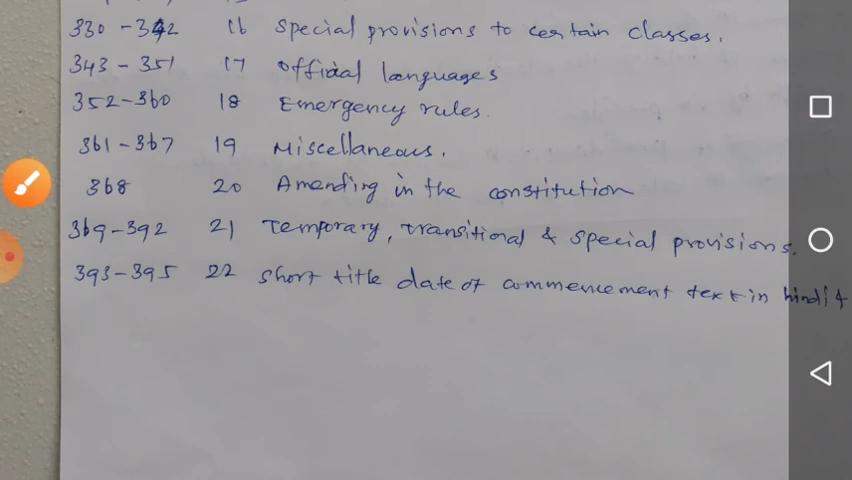 330 - 342 16 Special provisions to certain classes.
343 - 351 17 Official languages
352-360 18 Emergency rules.
361-367 19 Miscellaneous.
368 20 Amending in the constitution
369-392 21 Temporary, transitional & special provisions.
393-395 22 Short title date of commencement text in hindi &